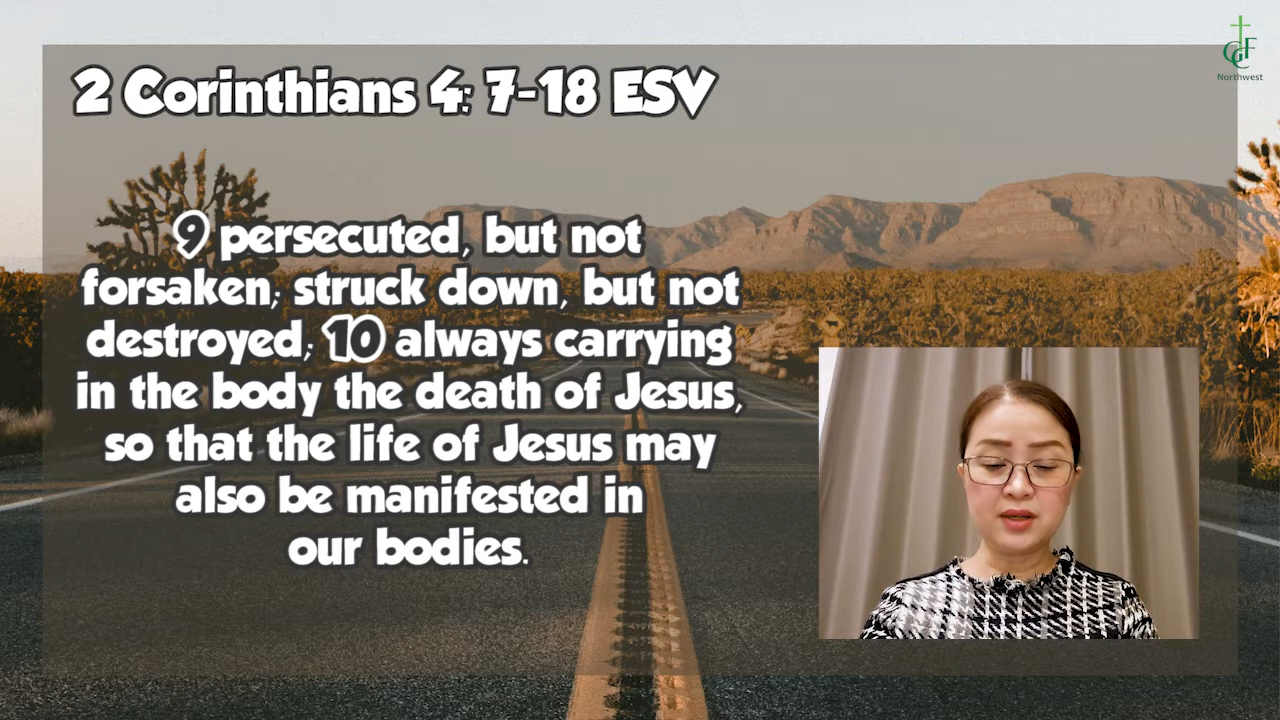 2 Corinthians 4: 7-18 ESV
9 persecuted, but not
forsaken; struck down, but not
destroyed; 10 always carrying
in the body the death of Jesus,
so that the life of Jesus may
also be manifested in
our bodies.
GCF
Northwest